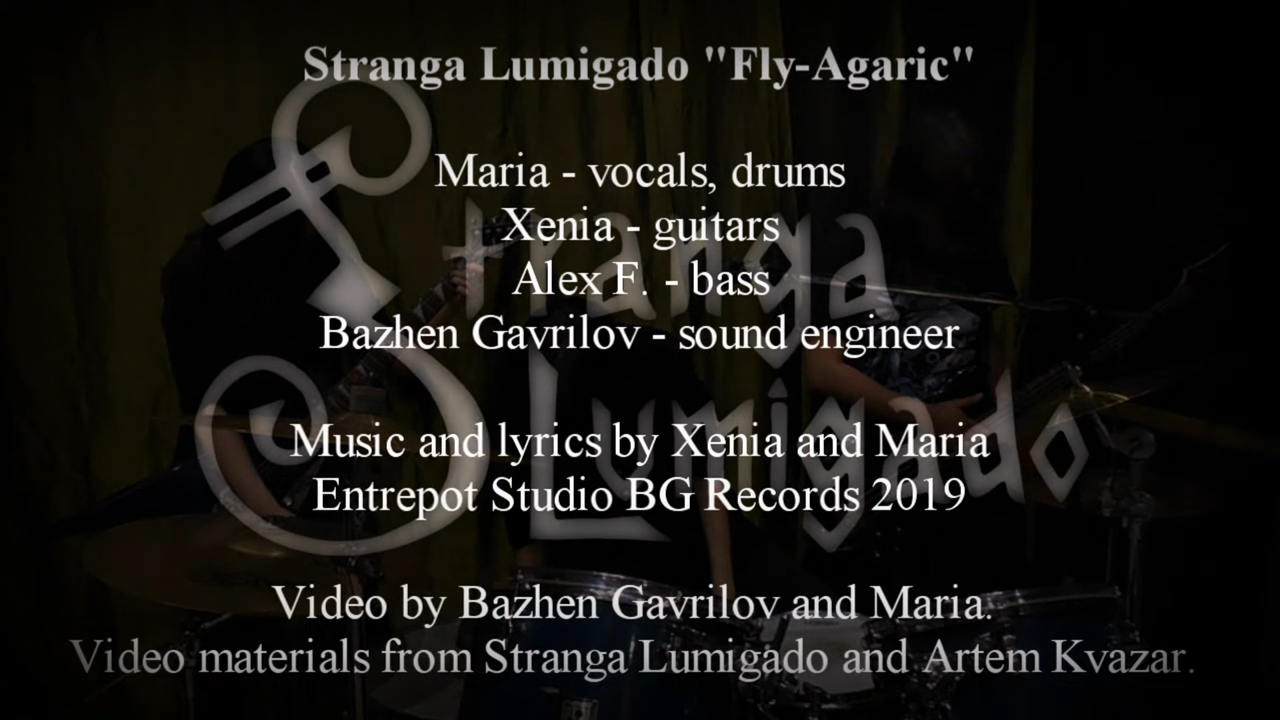 Stranga Lumigado "Fly-Agaric"
Maria - vocals, drums
Xenia - guitars
Alex F. - bass
Bazhen Gavrilov - sound engineer
Music and lyrics by Xenia and Maria
Entrepot Studio BG Records 2019
Video by Bazhen Gavrilov and Maria.
Video materials from Stranga Lumigado and Artem Kvazar.
Stranga
Lumigado